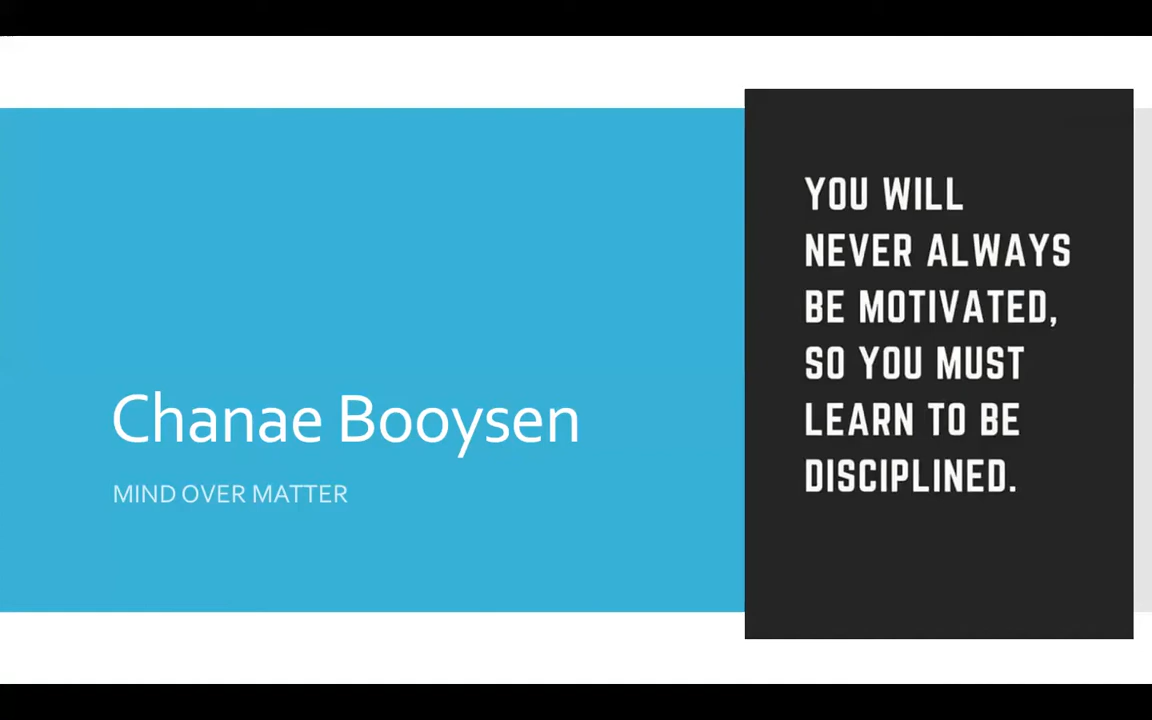 Chanae Booysen
MIND OVER MATTER
YOU WILL
NEVER ALWAYS
BE MOTIVATED,
SO YOU MUST
LEARN TO BE
DISCIPLINED.